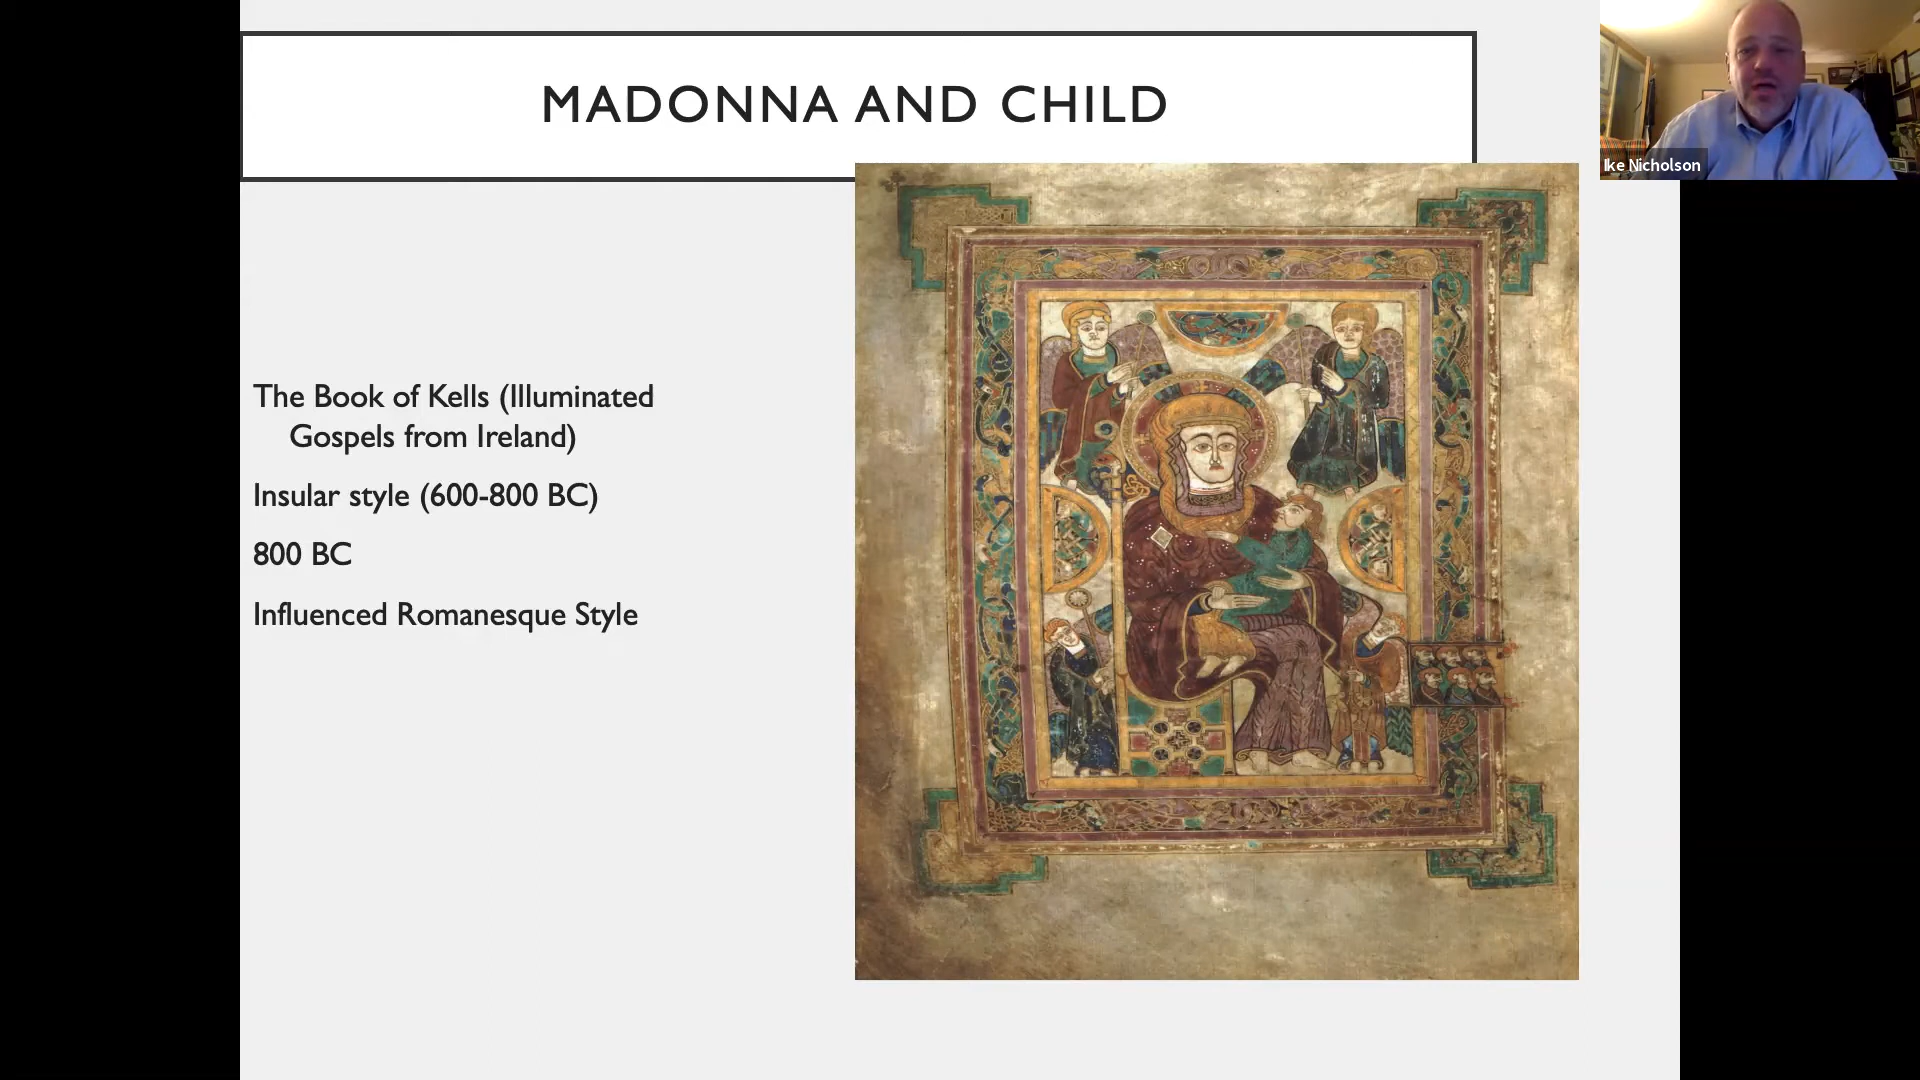 MADONNA AND CHILD
Ike Nicholson
The Book of Kells (Illuminated
Gospels from Ireland)
Insular style (600-800 BC)
800 BC
Influenced Romanesque Style